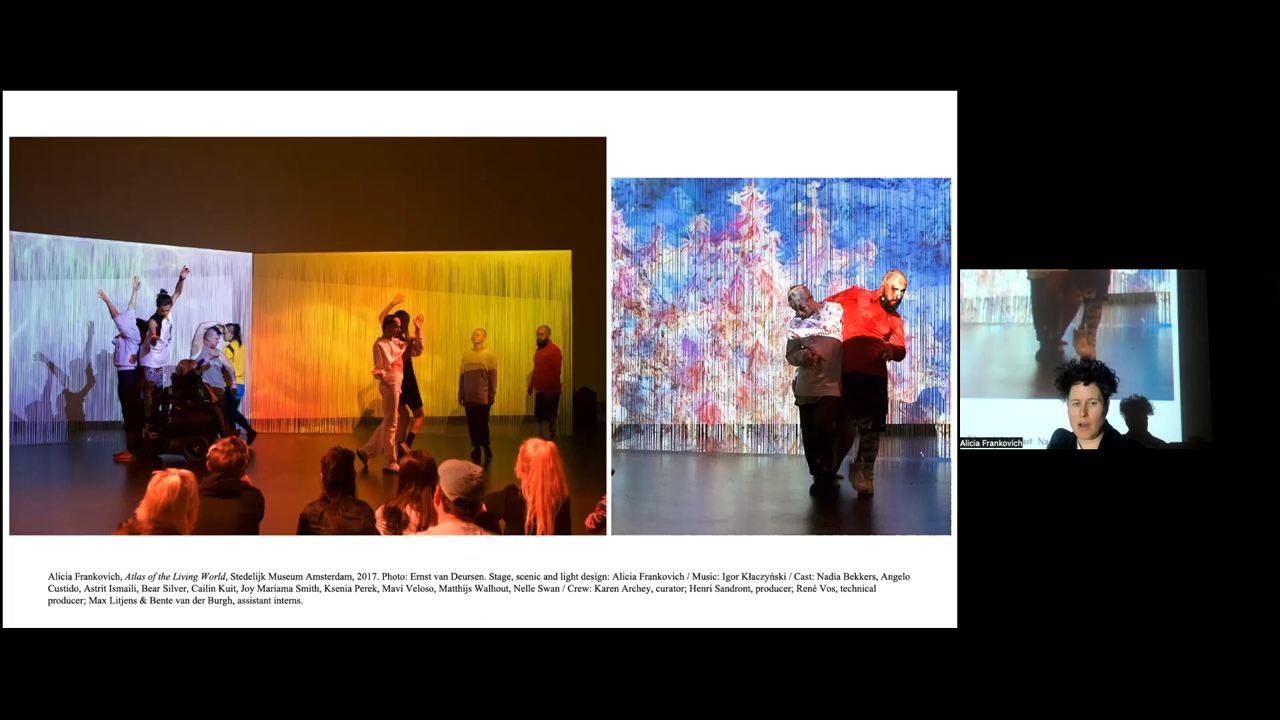 Alicia Frankovich, Atlas of the Living World, Stedelijk Museum Amsterdam, 2017. Photo: Ernst van Deursen. Stage, scenic and light design: Alicia Frankovich / Music: Igor Kłaczyński / Cast: Nadia Bekkers, Angelo
Custido, Astrit Ismaili, Bear Silver, Cailin Kuit, Joy Mariama Smith, Ksenia Perek, Mavi Veloso, Matthijs Walhout, Nelle Swan / Crew: Karen Archey, curator; Henri Sandront, producer; René Vos, technical
producer; Max Litjens & Bente van der Burgh, assistant interns.
Alicia Frankovich